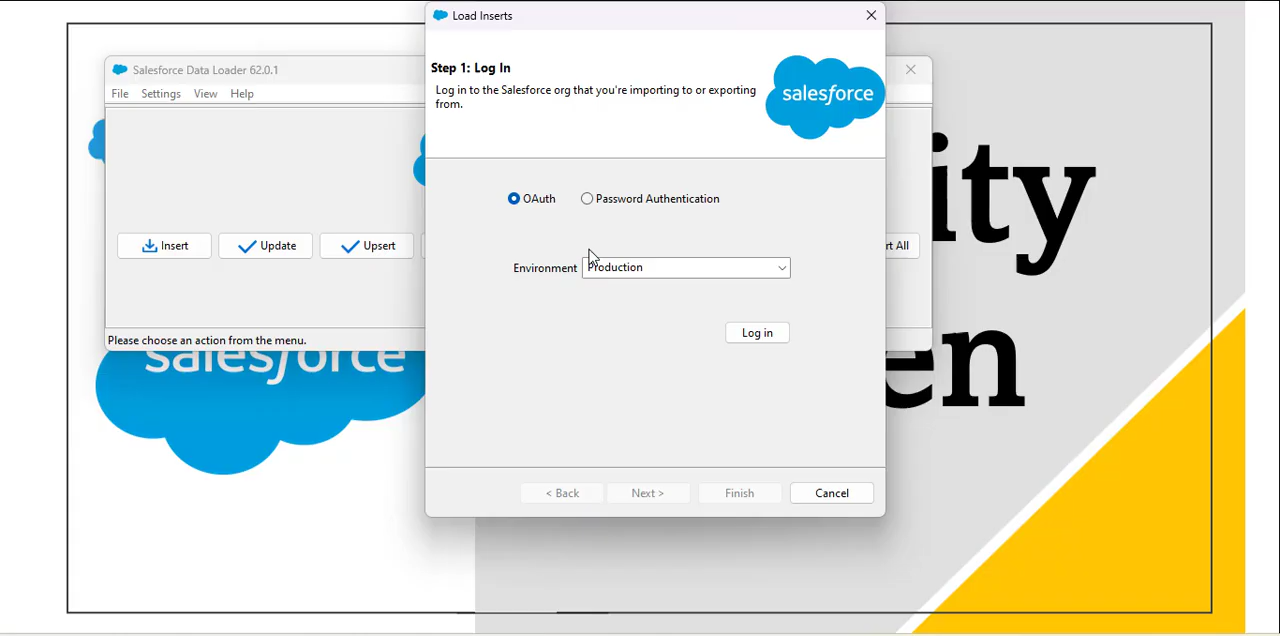 Load Inserts
Salesforce Data Loader 62.0.1
File Settings View Help
Step 1: Log In
Log in to the Salesforce org that you're importing to or exporting
from.
salesforce
OAuth Password Authentication
Insert Update Upsert
rt All
Environment Production
Log in
Please choose an action from the menu.
salesforce
< Back Next > Finish Cancel
ity
en